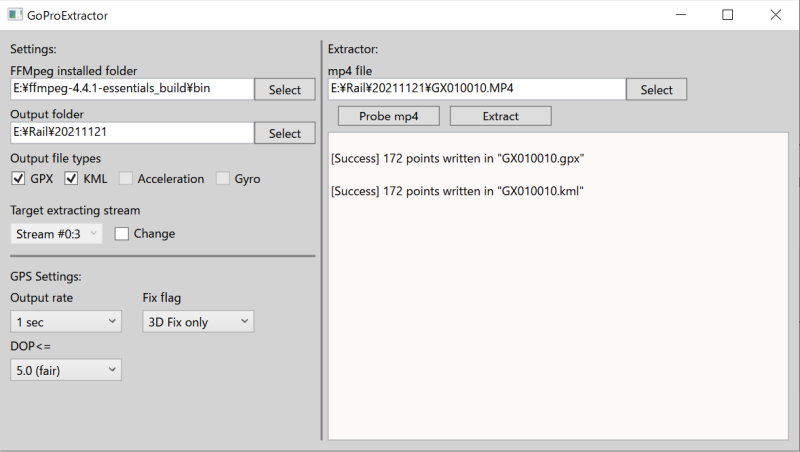 GoProExtractor
Settings:
FFMpeg installed folder
E:¥ffmpeg-4.4.1-essentials_build¥bin
Select
Output folder
E:¥Rail¥20211121
Select
Output file types
GPX KML Acceleration Gyro
Target extracting stream
Stream #0:3 Change
GPS Settings:
Output rate Fix flag
1 sec 3D Fix only
DOP<=
5.0 (fair)
Extractor:
mp4 file
E:¥Rail¥20211121¥GX010010.MP4
Select
Probe mp4 Extract
[Success] 172 points written in "GX010010.gpx"
[Success] 172 points written in "GX010010.kml"